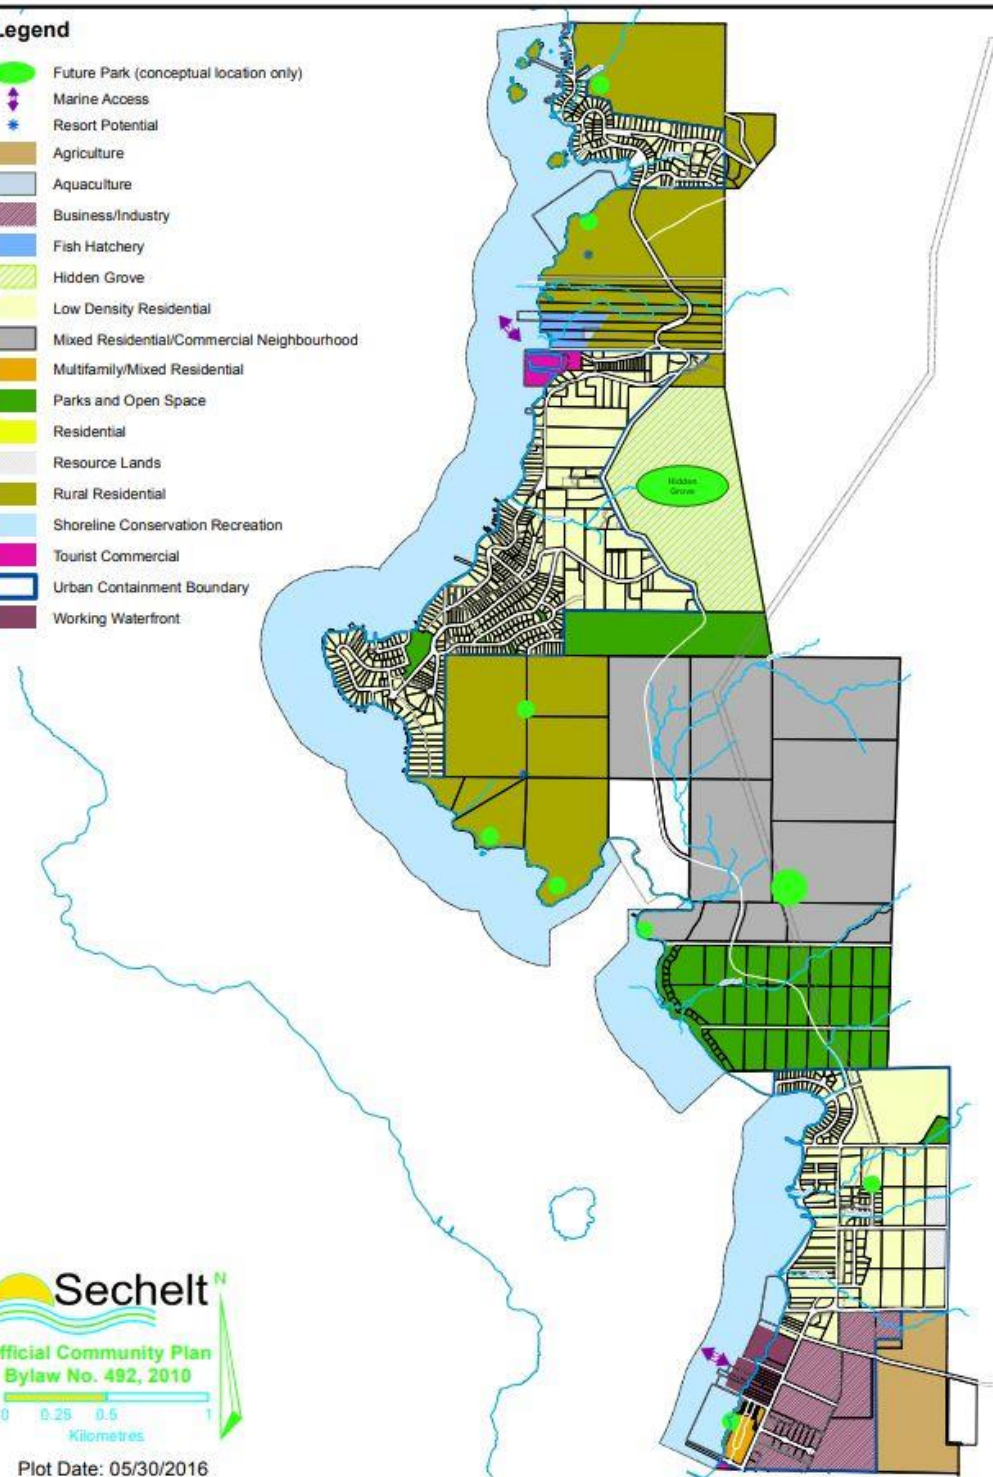 Legend
Future Park (conceptual location only)
Marine Access
Resort Potential
Agriculture
Aquaculture
Business/Industry
Fish Hatchery
Hidden Grove
Low Density Residential
Mixed Residential/Commercial Neighbourhood
Multifamily/Mixed Residential
Parks and Open Space
Residential
Resource Lands
Rural Residential
Shoreline Conservation Recreation
Tourist Commercial
Urban Containment Boundary
Working Waterfront
Hidden
Grove
Sechelt
N
fficial Community Plan
Bylaw No. 492, 2010
0 0.25 0.5 1
Kilometres
Plot Date: 05/30/2016